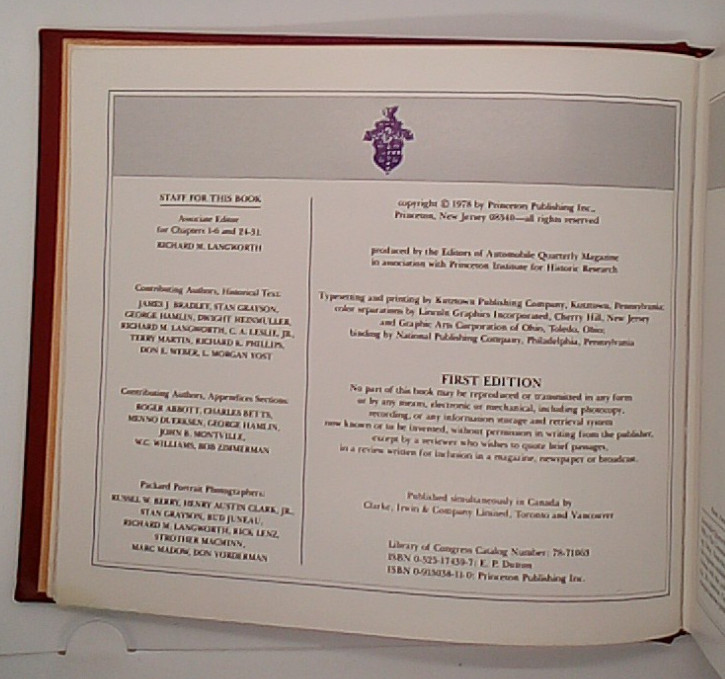 STAFF FOR THIS BOOK
Associate Editor
for Chapters 1-6 and 24-31
RICHARD M. LANGWORTH
Contributing Authors, Historical Text:
JAMES J. BRADLEY, STAN GRAYSON,
GEORGE HAMLIN, DWIGHT HEINMULLER,
RICHARD M. LANGWORTH, C. A. LESLIE, JR.,
TERRY MARTIN, RICHARD K. PHILLIPS,
DON E. WEBER, L. MORGAN YOST
Contributing Authors, Appendices Sections:
ROGER ABBOTT, CHARLES BETTS,
MENNO DUERKSEN, GEORGE HAMLIN,
JOHN B. MONTVILLE,
W.C. WILLIAMS, BOB ZIMMERMAN
Packard Portrait Photographers:
RUSSEL W. BERRY, HENRY AUSTIN CLARK, JR.,
STAN GRAYSON, BUD JUNEAU,
RICHARD M. LANGWORTH, RICK LENZ,
STROTHER MACMINN,
MARC MADOW, DON VORDERMAN
copyright © 1978 by Princeton Publishing Inc.,
Princeton, New Jersey 08540—all rights reserved
produced by the Editors of Automobile Quarterly Magazine
in association with Princeton Institute for Historic Research
Typesetting and printing by Kutztown Publishing Company, Kutztown, Pennsylvania;
color separations by Lincoln Graphics Incorporated, Cherry Hill, New Jersey
and Graphic Arts Corporation of Ohio, Toledo, Ohio;
binding by National Publishing Company, Philadelphia, Pennsylvania
FIRST EDITION
No part of this book may be reproduced or transmitted in any form
or by any means, electronic or mechanical, including photocopy,
recording, or any information storage and retrieval system
now known or to be invented, without permission in writing from the publisher,
except by a reviewer who wishes to quote brief passages,
in a review written for inclusion in a magazine, newspaper or broadcast.
Published simultaneously in Canada by
Clarke, Irwin & Company Limited, Toronto and Vancouver
Library of Congress Catalog Number: 78-71063
ISBN 0-525-17439-7: E. P. Dutton
ISBN 0-915038-11-0: Princeton Publishing Inc.